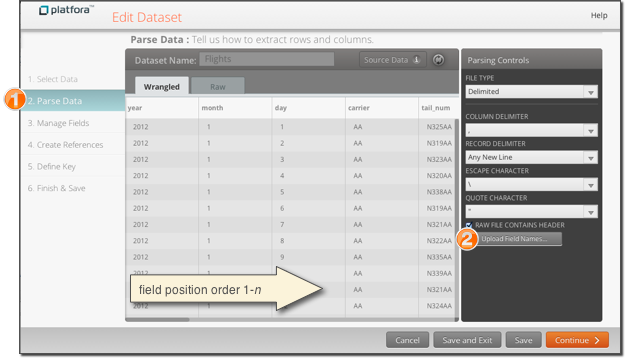 platfora™
Edit Dataset
Help
Parse Data : Tell us how to extract rows and columns.
Dataset Name: Flights
Source Data
Parsing Controls
Wrangled
Raw
1. Select Data
1
2. Parse Data
3. Manage Fields
4. Create References
5. Define Key
6. Finish & Save
year month day carrier tail_num
2012 1 1 AA N325AA
2012 1 2 AA N319AA
2012 1 3 AA N323AA
2012 1 4 AA N320AA
2012 1 5 AA N338AA
2012 1 6 AA N319AA
2012 1 7 AA N321AA
2012 1 8 AA N322AA
2012 1 9 AA N335AA
2012 AA N339AA
AA N321AA
2012 AA N324AA
field position order 1-n
FILE TYPE
Delimited
COLUMN DELIMITER
,
RECORD DELIMITER
Any New Line
ESCAPE CHARACTER
\
QUOTE CHARACTER
"
RAW FILE CONTAINS HEADER
2
Upload Field Names...
Cancel
Save and Exit
Save
Continue